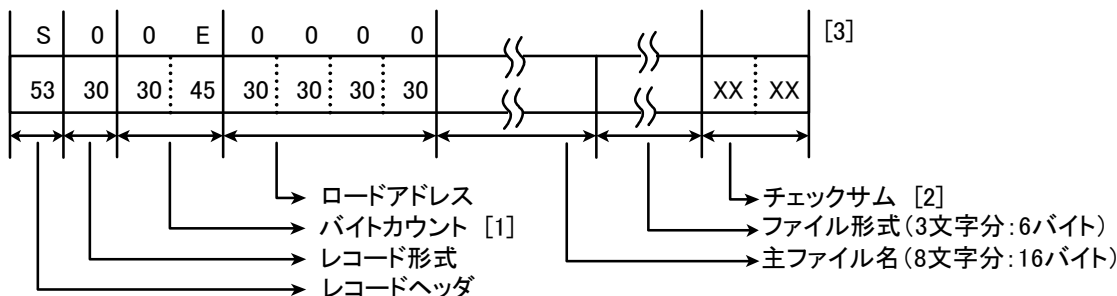 S 0 0 E 0 0 0 0 [3]
53 30 30 45 30 30 30 30 XX XX
ロードアドレス チェックサム [2]
バイトカウント [1] ファイル形式(3文字分:6バイト)
レコード形式 主ファイル名(8文字分:16バイト)
レコードヘッダ